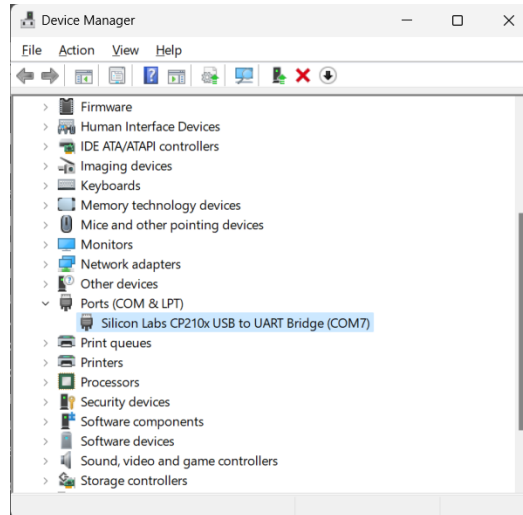 Device Manager
File Action View Help
Firmware
Human Interface Devices
IDE ATA/ATAPI controllers
Imaging devices
Keyboards
Memory technology devices
Mice and other pointing devices
Monitors
Network adapters
Other devices
Ports (COM & LPT)
Silicon Labs CP210x USB to UART Bridge (COM7)
Print queues
Printers
Processors
Security devices
Software components
Software devices
Sound, video and game controllers
Storage controllers